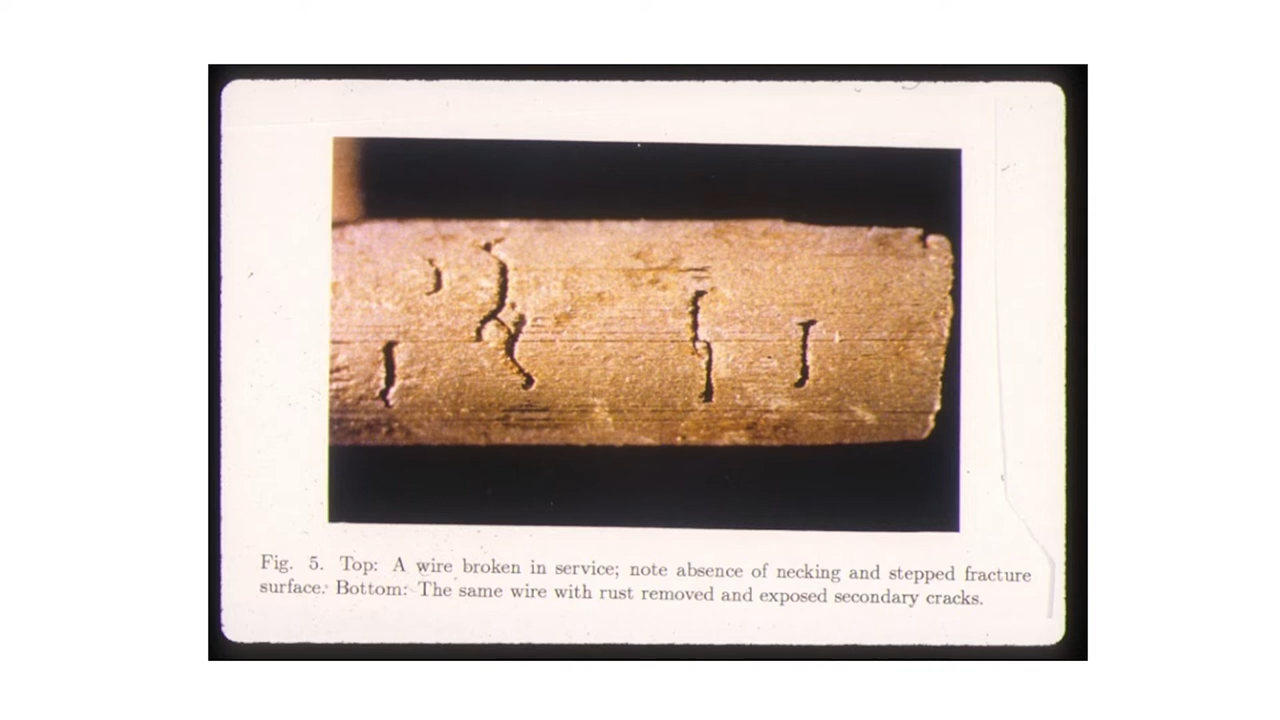 Fig. 5. Top: A wire broken in service; note absence of necking and stepped fracture
surface. Bottom: The same wire with rust removed and exposed secondary cracks.